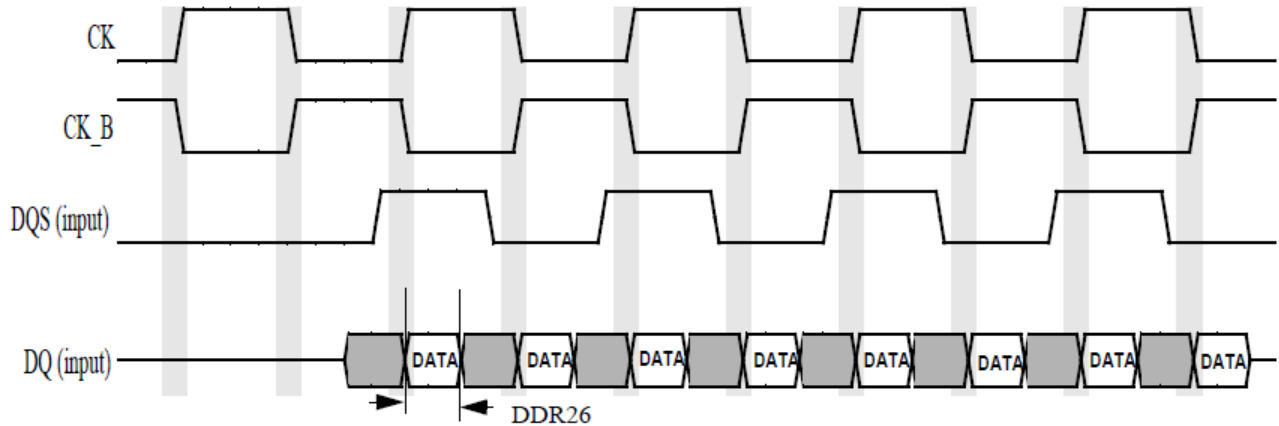 CK
CK_B
DQS (input)
DQ (input) DATA DATA DATA DATA DATA DATA DATA DATA
DDR26